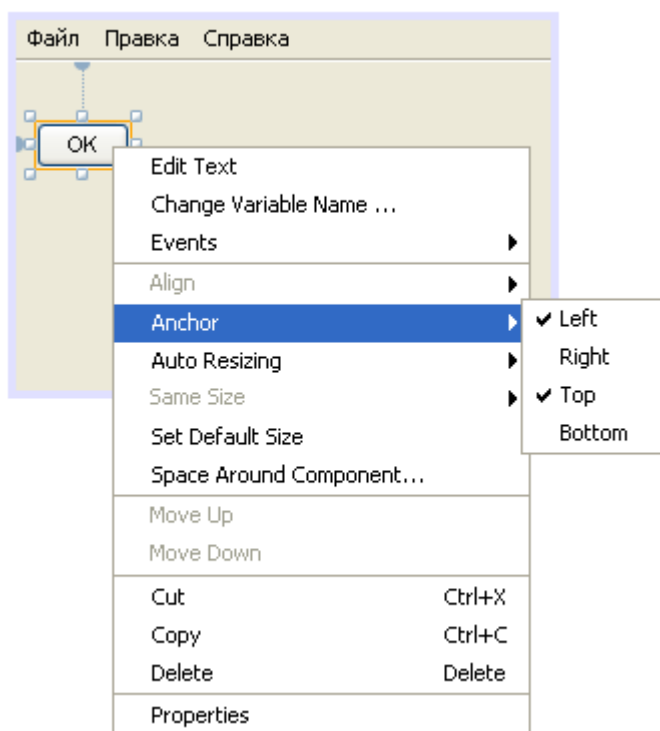 Файл Правка Справка
OK
Edit Text
Change Variable Name ...
Events
Align
Anchor
Left
Right
Top
Bottom
Auto Resizing
Same Size
Set Default Size
Space Around Component...
Move Up
Move Down
Cut Ctrl+X
Copy Ctrl+C
Delete Delete
Properties